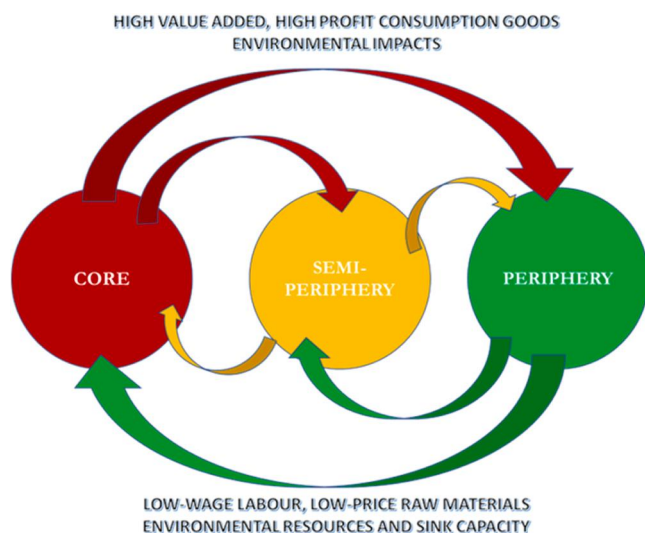 HIGH VALUE ADDED, HIGH PROFIT CONSUMPTION GOODS
ENVIRONMENTAL IMPACTS
CORE
SEMI-
PERIPHERY
PERIPHERY
LOW-WAGE LABOUR, LOW-PRICE RAW MATERIALS
ENVIRONMENTAL RESOURCES AND SINK CAPACITY